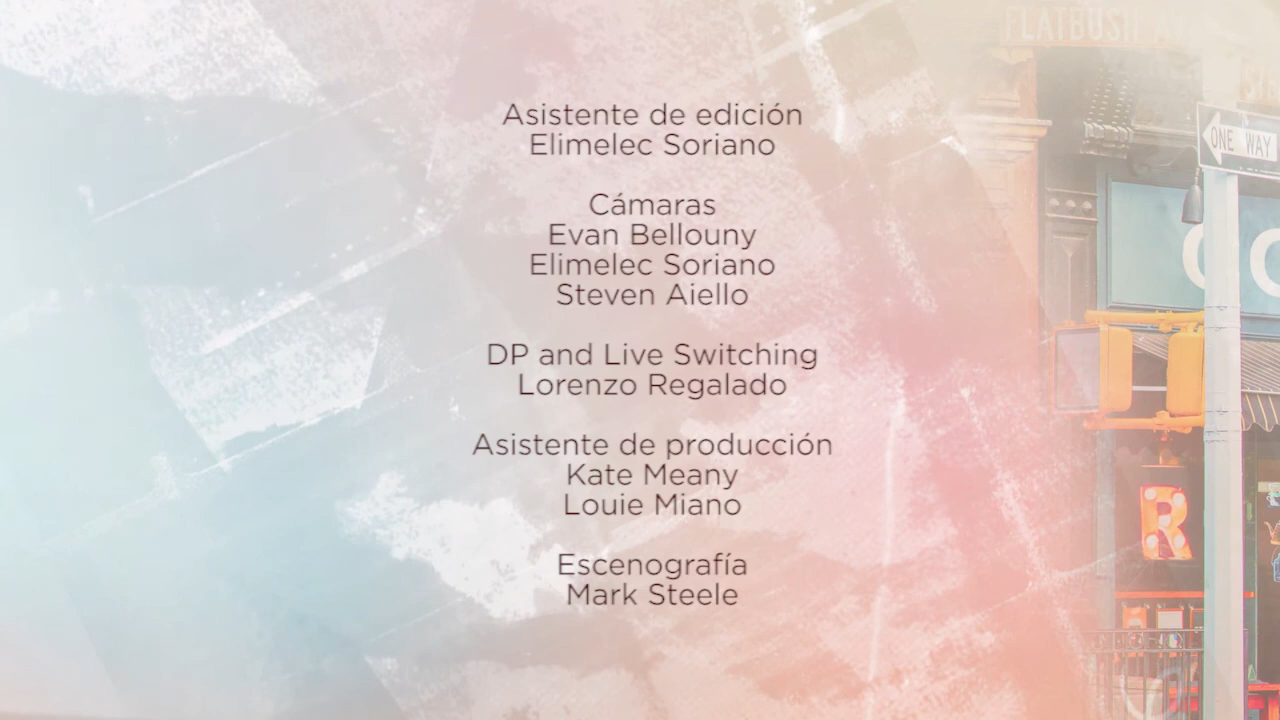 FLATBUSH AV
ONE WAY
Asistente de edición
Elimelec Soriano
Cámaras
Evan Bellouny
Elimelec Soriano
Steven Aiello
DP and Live Switching
Lorenzo Regalado
Asistente de producción
Kate Meany
Louie Miano
Escenografía
Mark Steele
R